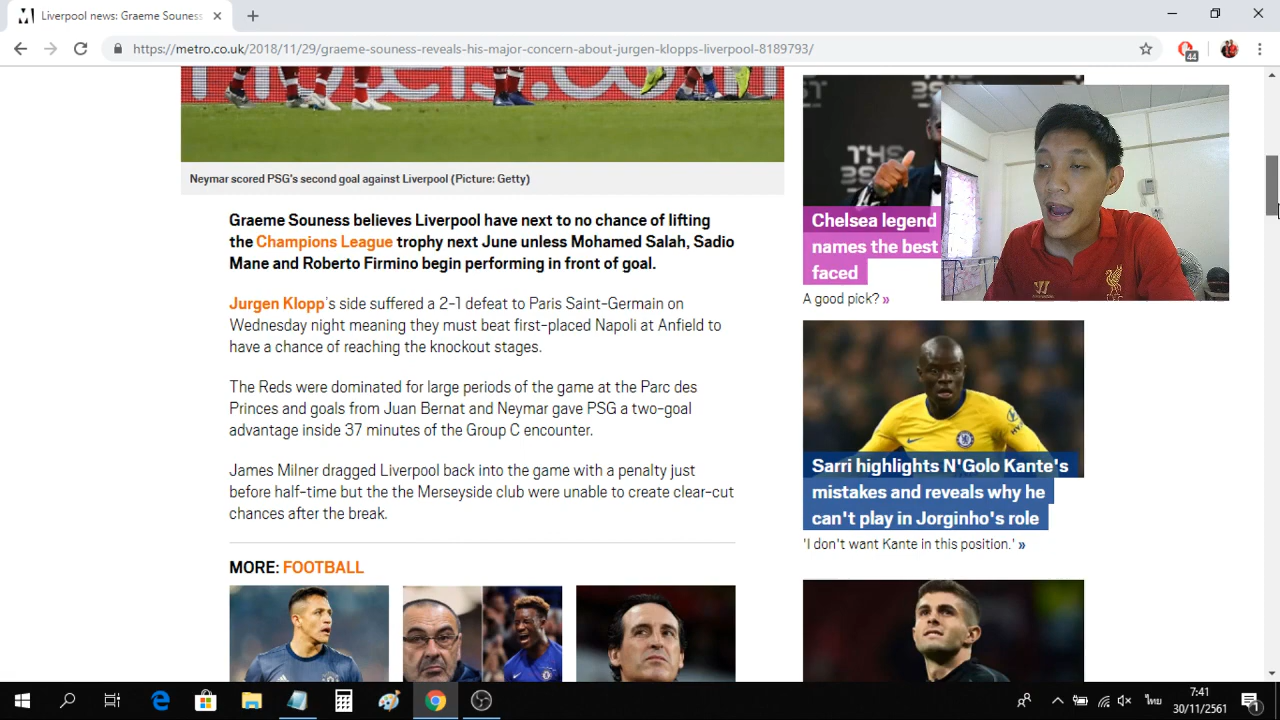 Liverpool news: Graeme Souness
https://metro.co.uk/2018/11/29/graeme-souness-reveals-his-major-concern-about-jurgen-klopps-liverpool-8189793/
44
Neymar scored PSG's second goal against Liverpool (Picture: Getty)
Graeme Souness believes Liverpool have next to no chance of lifting
the Champions League trophy next June unless Mohamed Salah, Sadio
Mane and Roberto Firmino begin performing in front of goal.
Jurgen Klopp's side suffered a 2-1 defeat to Paris Saint-Germain on
Wednesday night meaning they must beat first-placed Napoli at Anfield to
have a chance of reaching the knockout stages.
The Reds were dominated for large periods of the game at the Parc des
Princes and goals from Juan Bernat and Neymar gave PSG a two-goal
advantage inside 37 minutes of the Group C encounter.
James Milner dragged Liverpool back into the game with a penalty just
before half-time but the the Merseyside club were unable to create clear-cut
chances after the break.
MORE: FOOTBALL
Chelsea legend
names the best
faced
A good pick? »
Sarri highlights N'Golo Kante's
mistakes and reveals why he
can't play in Jorginho's role
'I don't want Kante in this position.' »
ไทย
7:41
30/11/2561
1